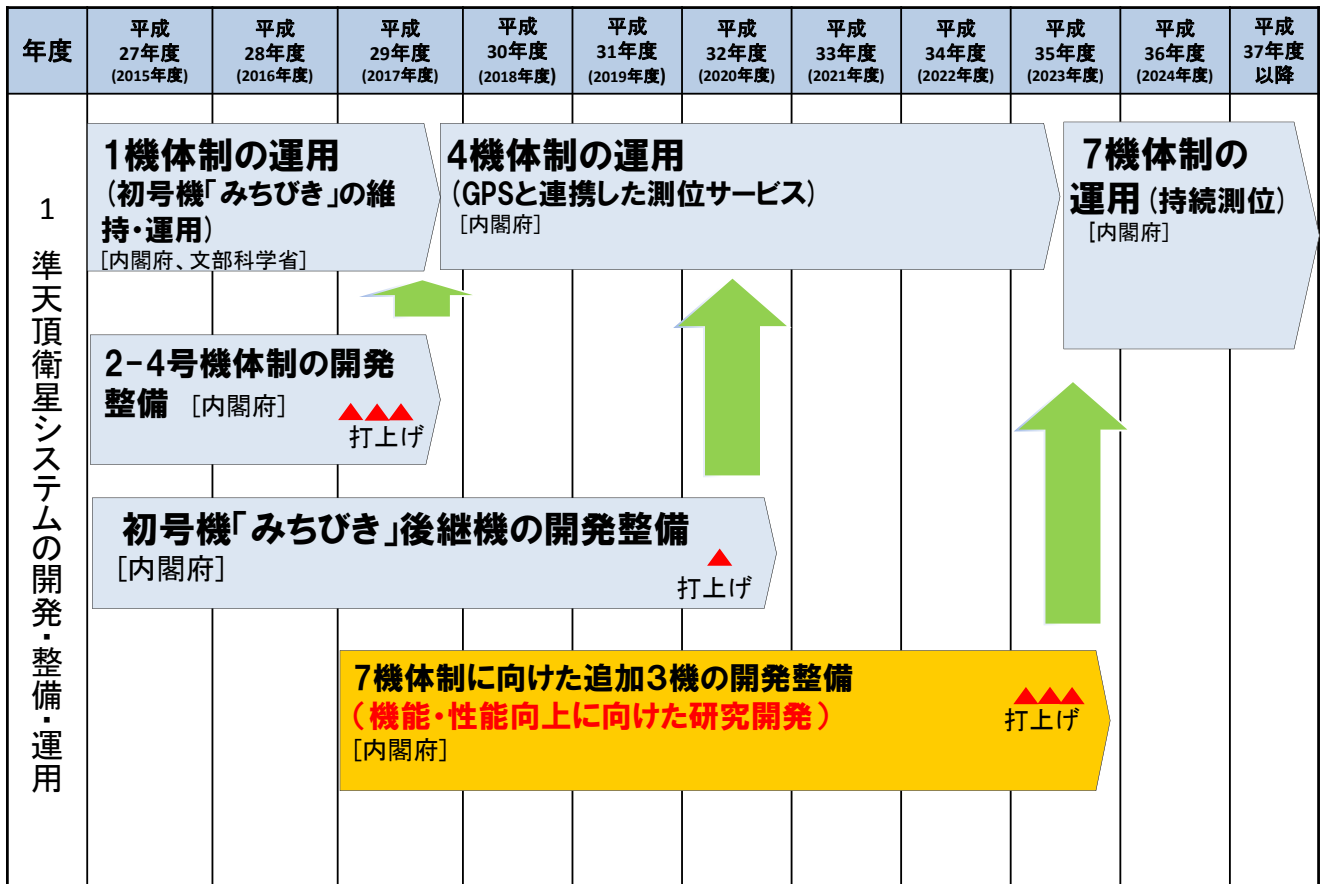 年度
平成
27年度
(2015年度)
平成
28年度
(2016年度)
平成
29年度
(2017年度)
平成
30年度
(2018年度)
平成
31年度
(2019年度)
平成
32年度
(2020年度)
平成
33年度
(2021年度)
平成
34年度
(2022年度)
平成
35年度
(2023年度)
平成
36年度
(2024年度)
平成
37年度
以降
1 準天頂衛星システムの開発・整備・運用
1機体制の運用
(初号機「みちびき」の維
持・運用)
[内閣府、文部科学省]
4機体制の運用
(GPSと連携した測位サービス)
[内閣府]
7機体制の
運用(持続測位)
[内閣府]
2-4号機体制の開発
整備 [内閣府]
打上げ
初号機「みちびき」後継機の開発整備
[内閣府]
打上げ
7機体制に向けた追加3機の開発整備
(機能・性能向上に向けた研究開発)
[内閣府]
打上げ